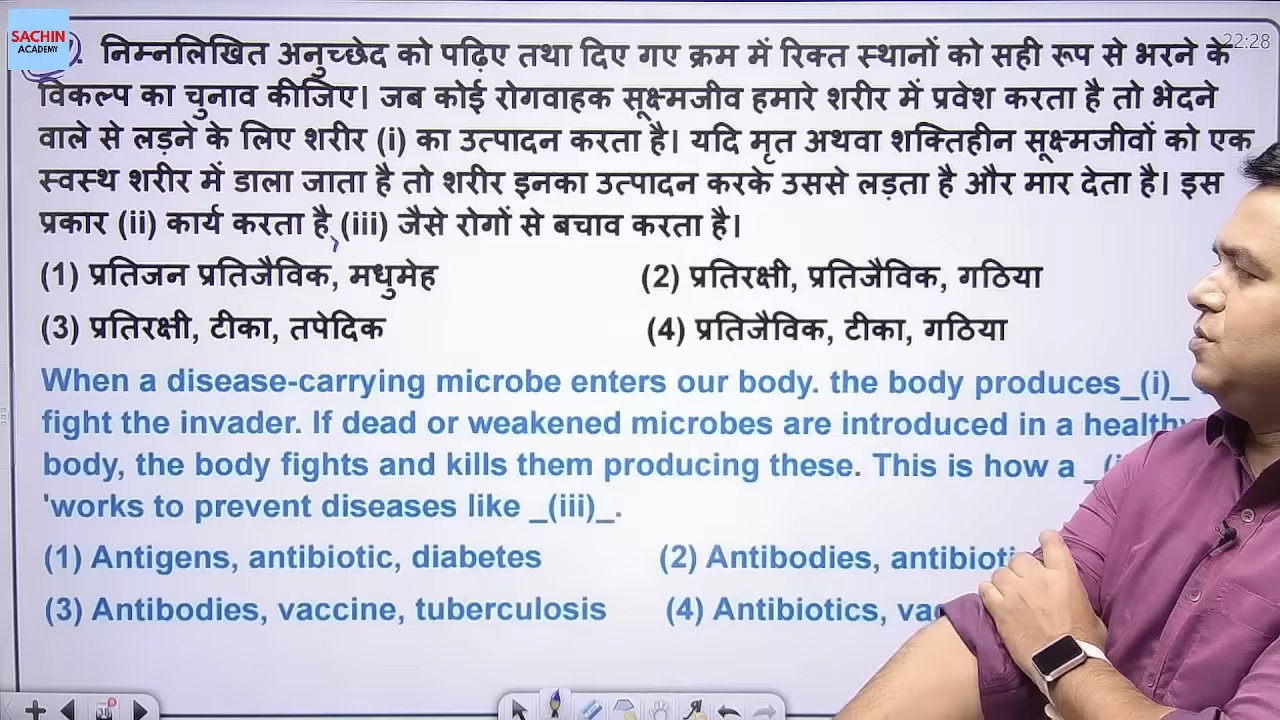 SACHIN
ACADEMY
22:28
निम्नलिखित अनुच्छेद को पढ़िए तथा दिए गए क्रम में रिक्त स्थानों को सही रूप से भरने के
विकल्प का चुनाव कीजिए। जब कोई रोगवाहक सूक्ष्मजीव हमारे शरीर में प्रवेश करता है तो भेदने
वाले से लड़ने के लिए शरीर (i) का उत्पादन करता है। यदि मृत अथवा शक्तिहीन सूक्ष्मजीवों को एक
स्वस्थ शरीर में डाला जाता है तो शरीर इनका उत्पादन करके उससे लड़ता है और मार देता है। इस
प्रकार (ii) कार्य करता है (iii) जैसे रोगों से बचाव करता है।
(1) प्रतिजन प्रतिजैविक, मधुमेह (2) प्रतिरक्षी, प्रतिजैविक, गठिया
(3) प्रतिरक्षी, टीका, तपेदिक (4) प्रतिजैविक, टीका, गठिया
When a disease-carrying microbe enters our body. the body produces_(i)_
fight the invader. If dead or weakened microbes are introduced in a healthy
body, the body fights and kills them producing these. This is how a
'works to prevent diseases like _(iii)_.
(1) Antigens, antibiotic, diabetes (2) Antibodies,
(3) Antibodies, vaccine, tuberculosis (4) Antibiotics,